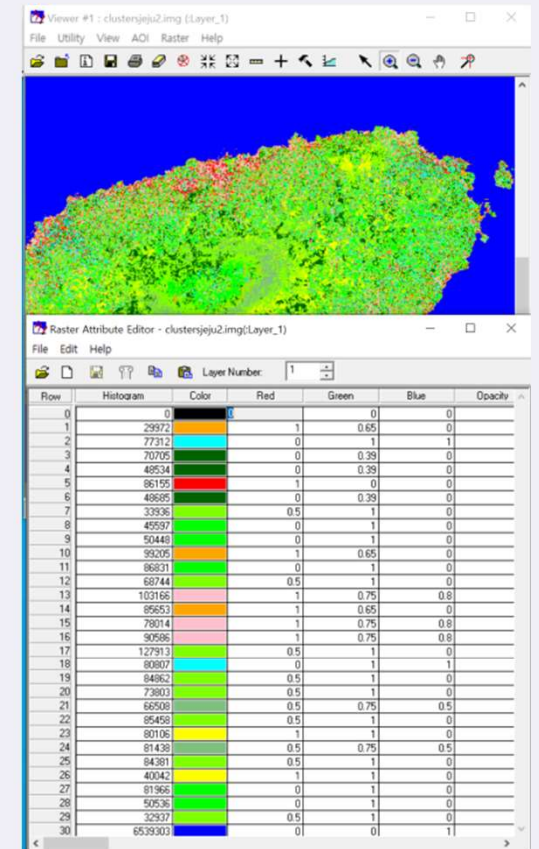 Viewer #1 : clustersjeju2.img (:Layer_1)
File Utility View AOI Raster Help
Raster Attribute Editor - clustersjeju2.img(:Layer_1)
File Edit Help
Layer Number: 1
Row Histogram Color Red Green Blue Opacity
0 0 0 0 0
1 29972 1 0.65 0
2 77312 0 1 1
3 70705 0 0.39 0
4 48534 0 0.39 0
5 86155 1 0 0
6 48685 0 0.39 0
7 33936 0.5 1 0
8 45597 0 1 0
9 50448 0 1 0
10 99205 1 0.65 0
11 86831 0 1 0
12 68744 0.5 1 0
13 103166 1 0.75 0.8
14 85653 1 0.65 0
15 78014 1 0.75 0.8
16 90586 1 0.75 0.8
17 127913 0.5 1 0
18 80807 0 1 1
19 84862 0.5 1 0
20 73803 0.5 1 0
21 66508 0.5 0.75 0.5
22 85458 0.5 1 0
23 80106 1 1 0
24 81438 0.5 0.75 0.5
25 84381 0.5 1 0
26 40042 1 1 0
27 81966 0 1 0
28 50536 0 1 0
29 32937 0.5 1 0
30 6539303 0 0 1